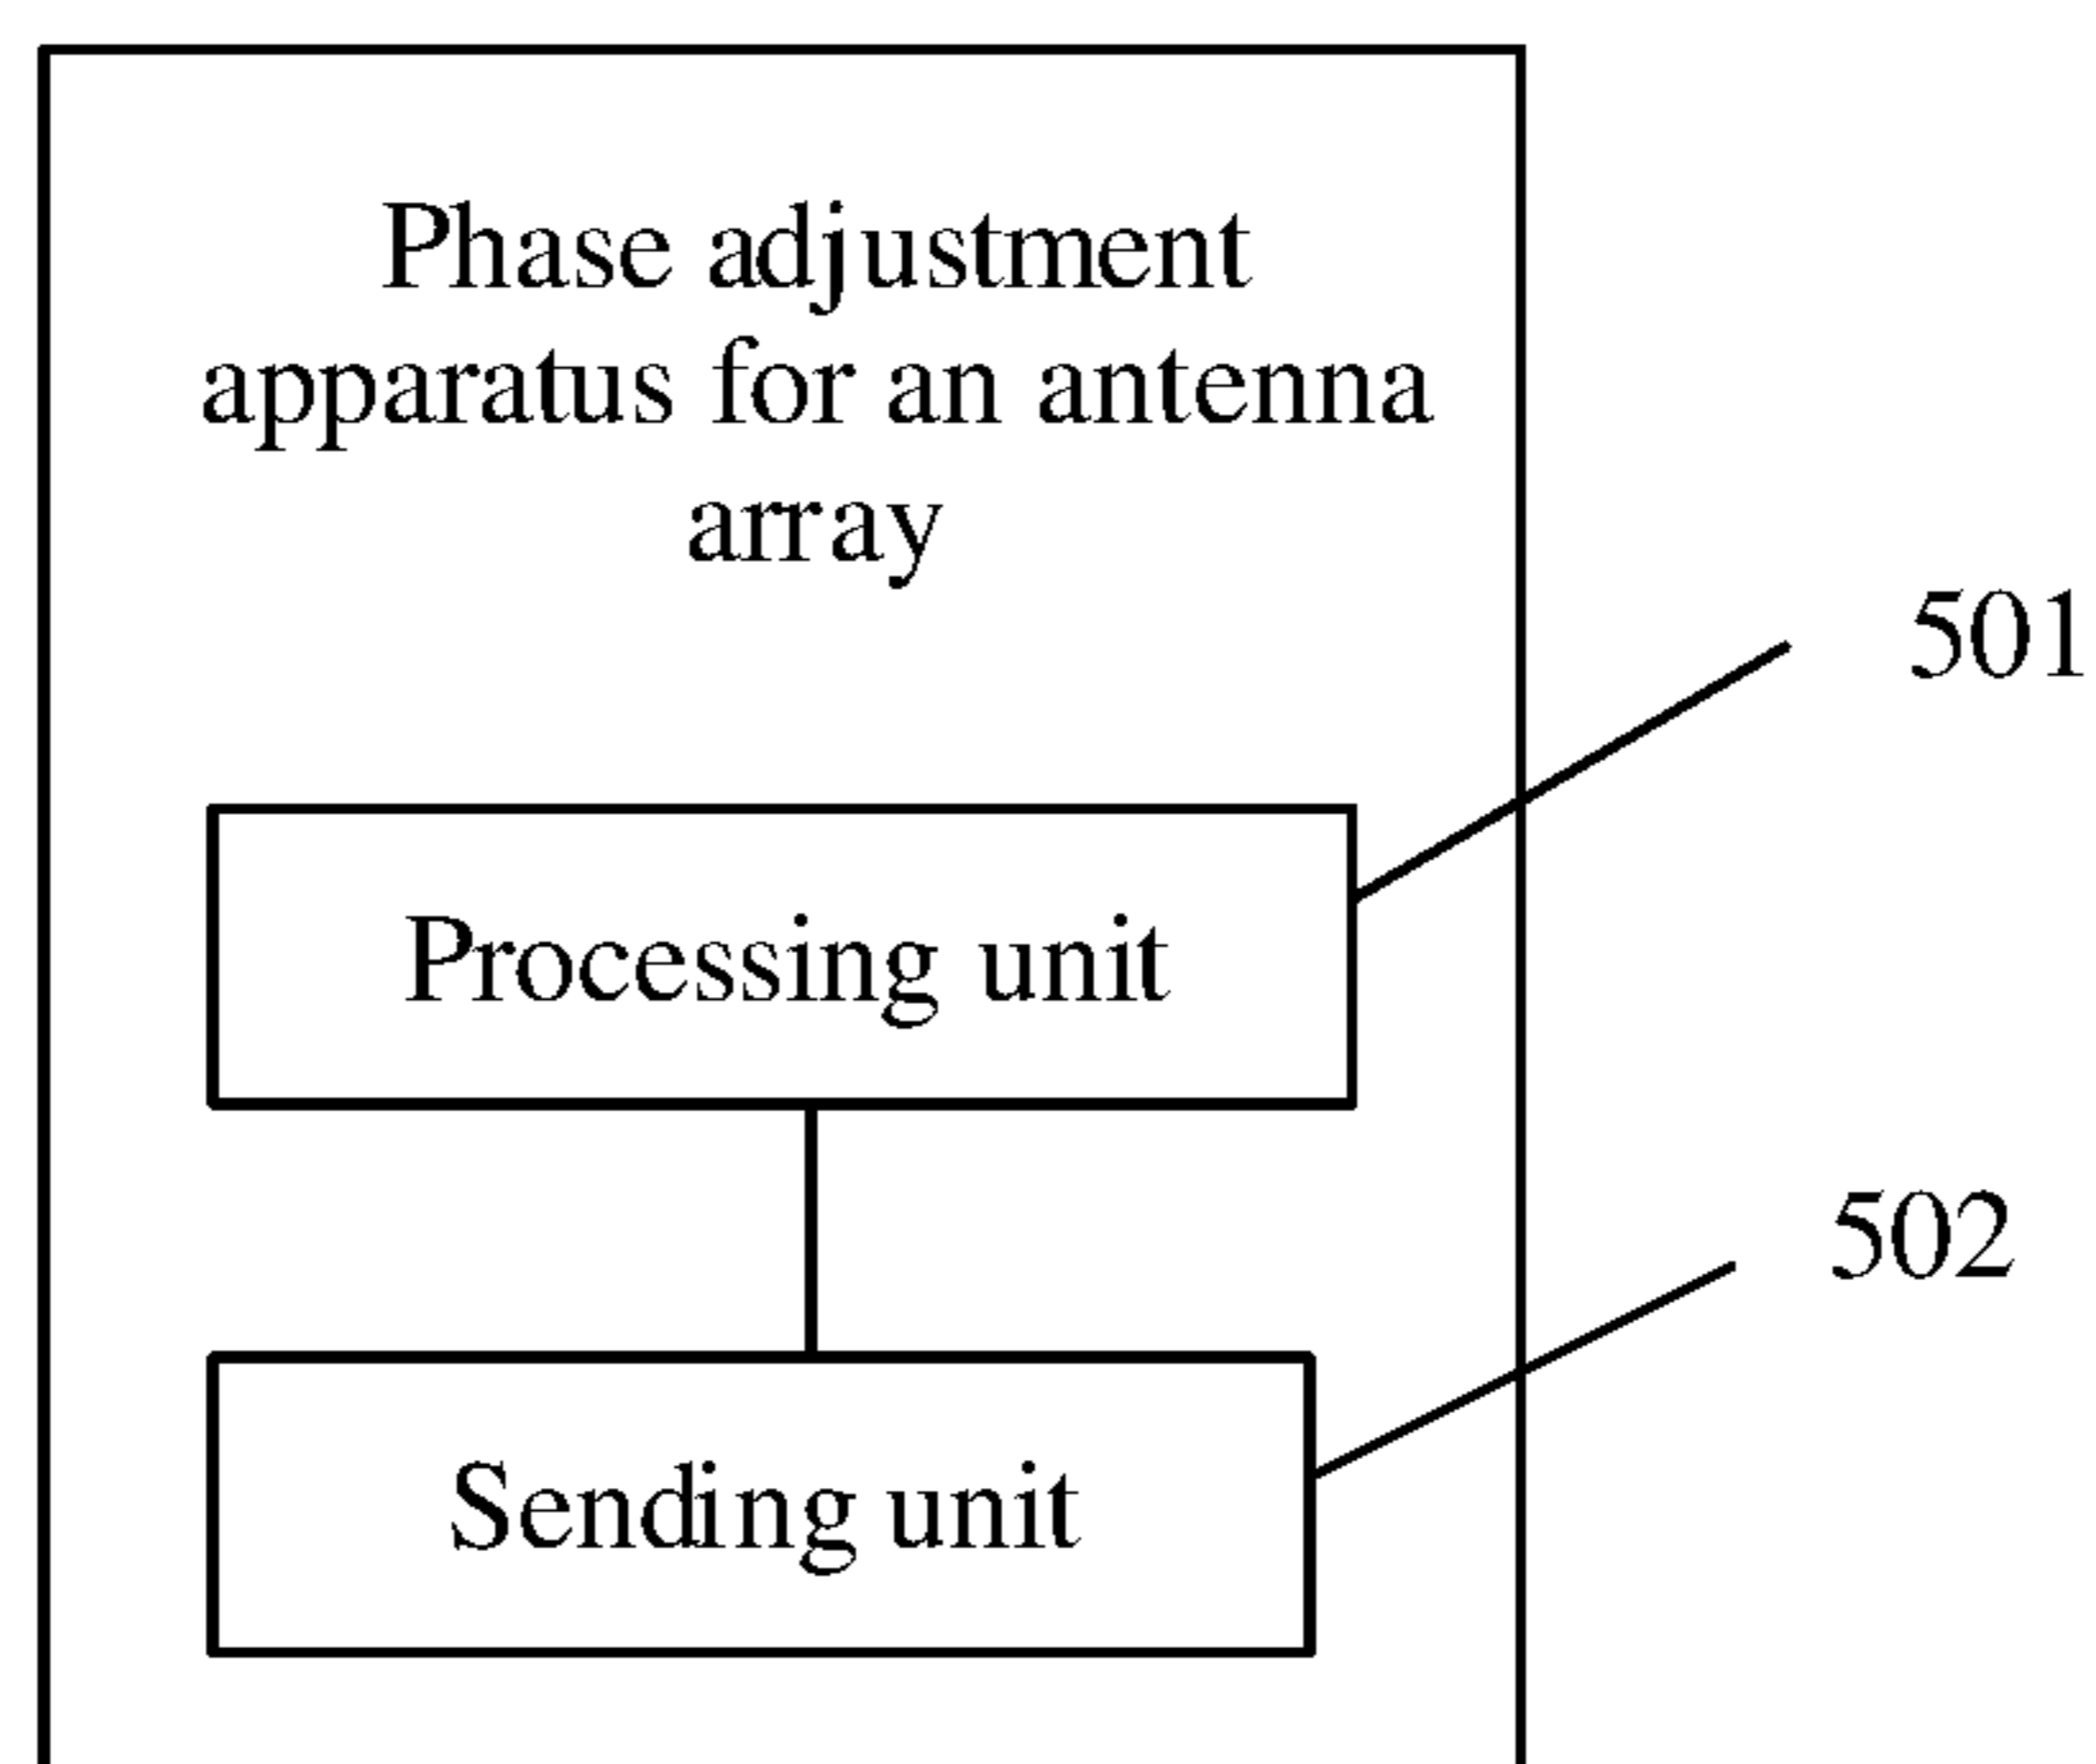 Phase adjustment
apparatus for an antenna
array
501
Processing unit
502
Sending unit